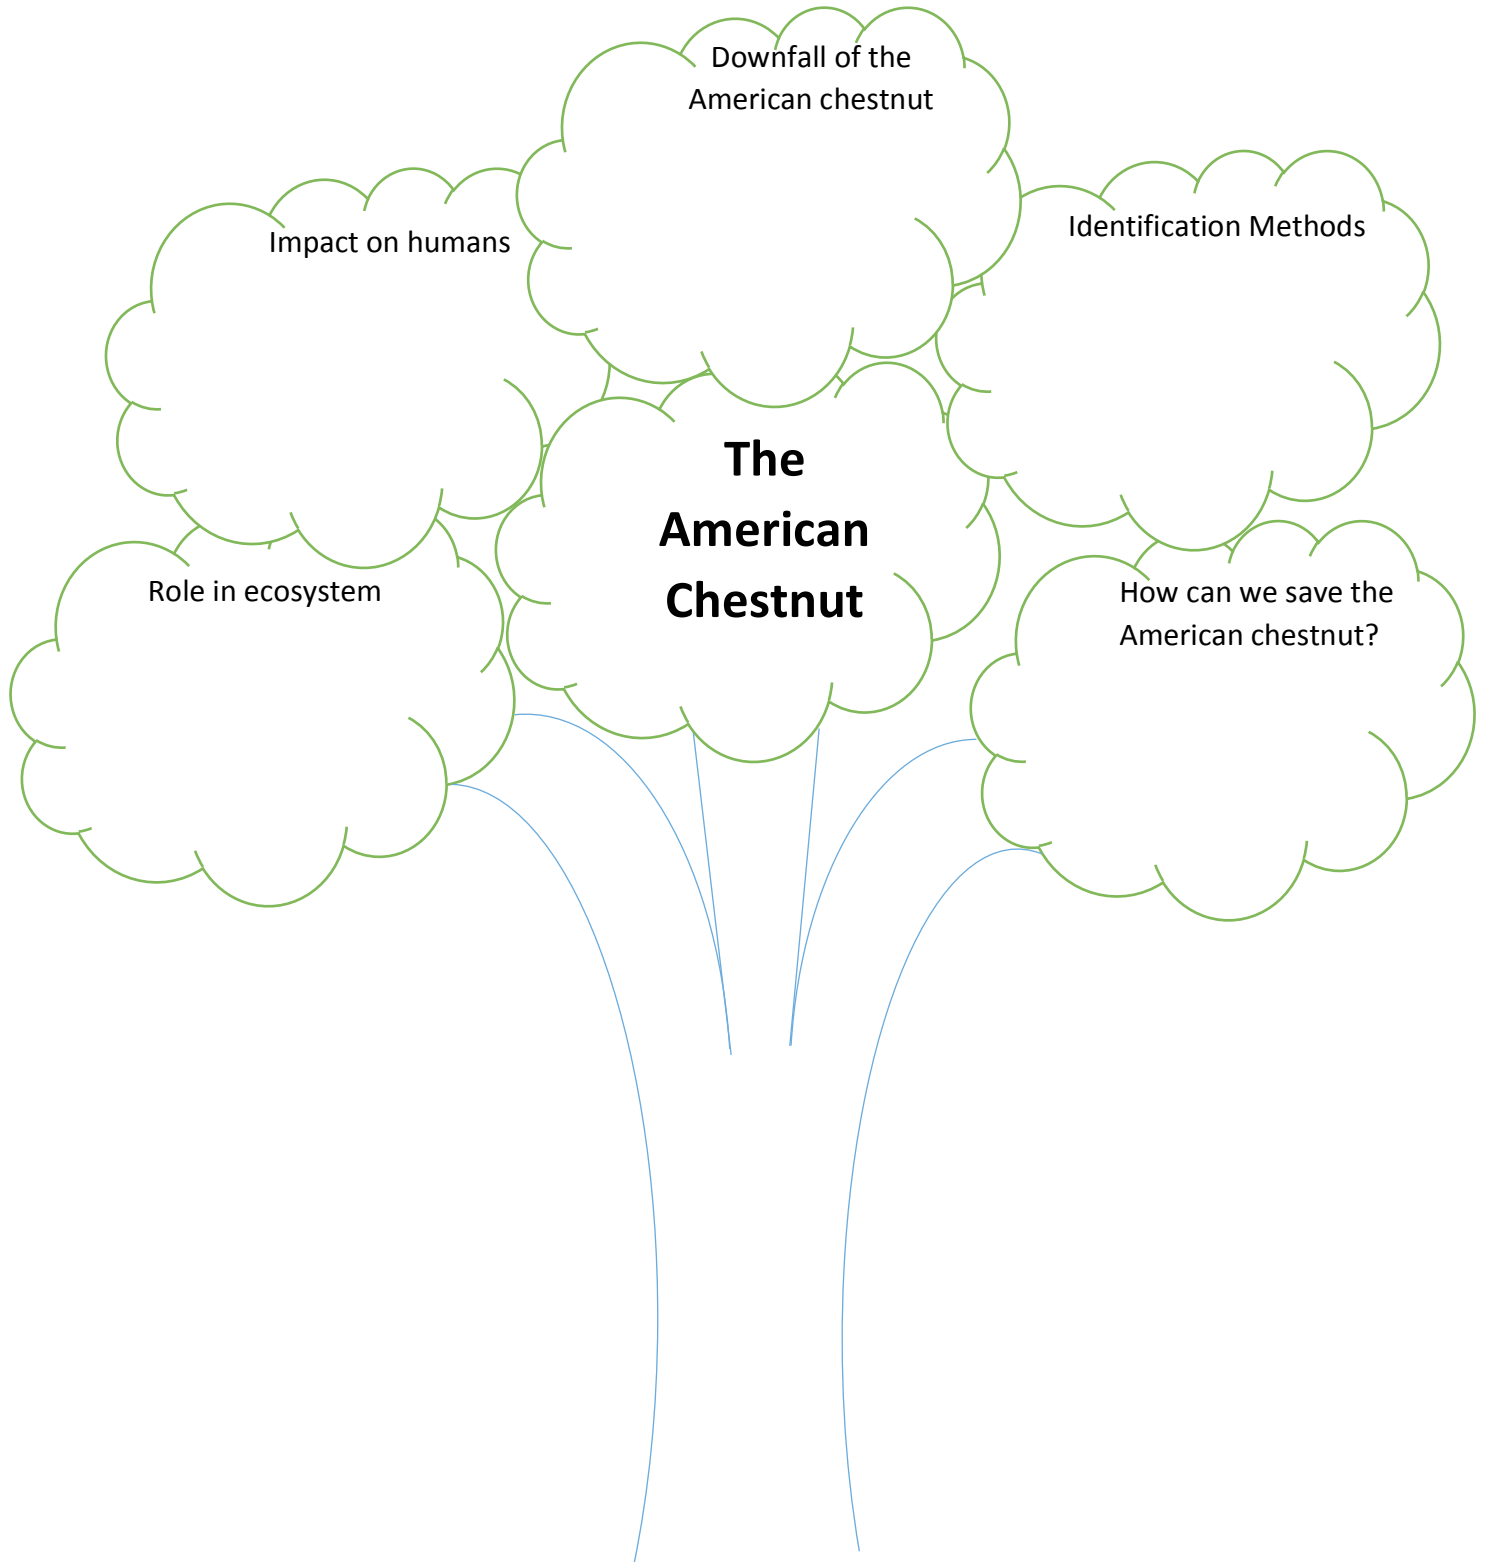 Downfall of the
American chestnut
Impact on humans
Identification Methods
The
American
Chestnut
Role in ecosystem
How can we save the
American chestnut?